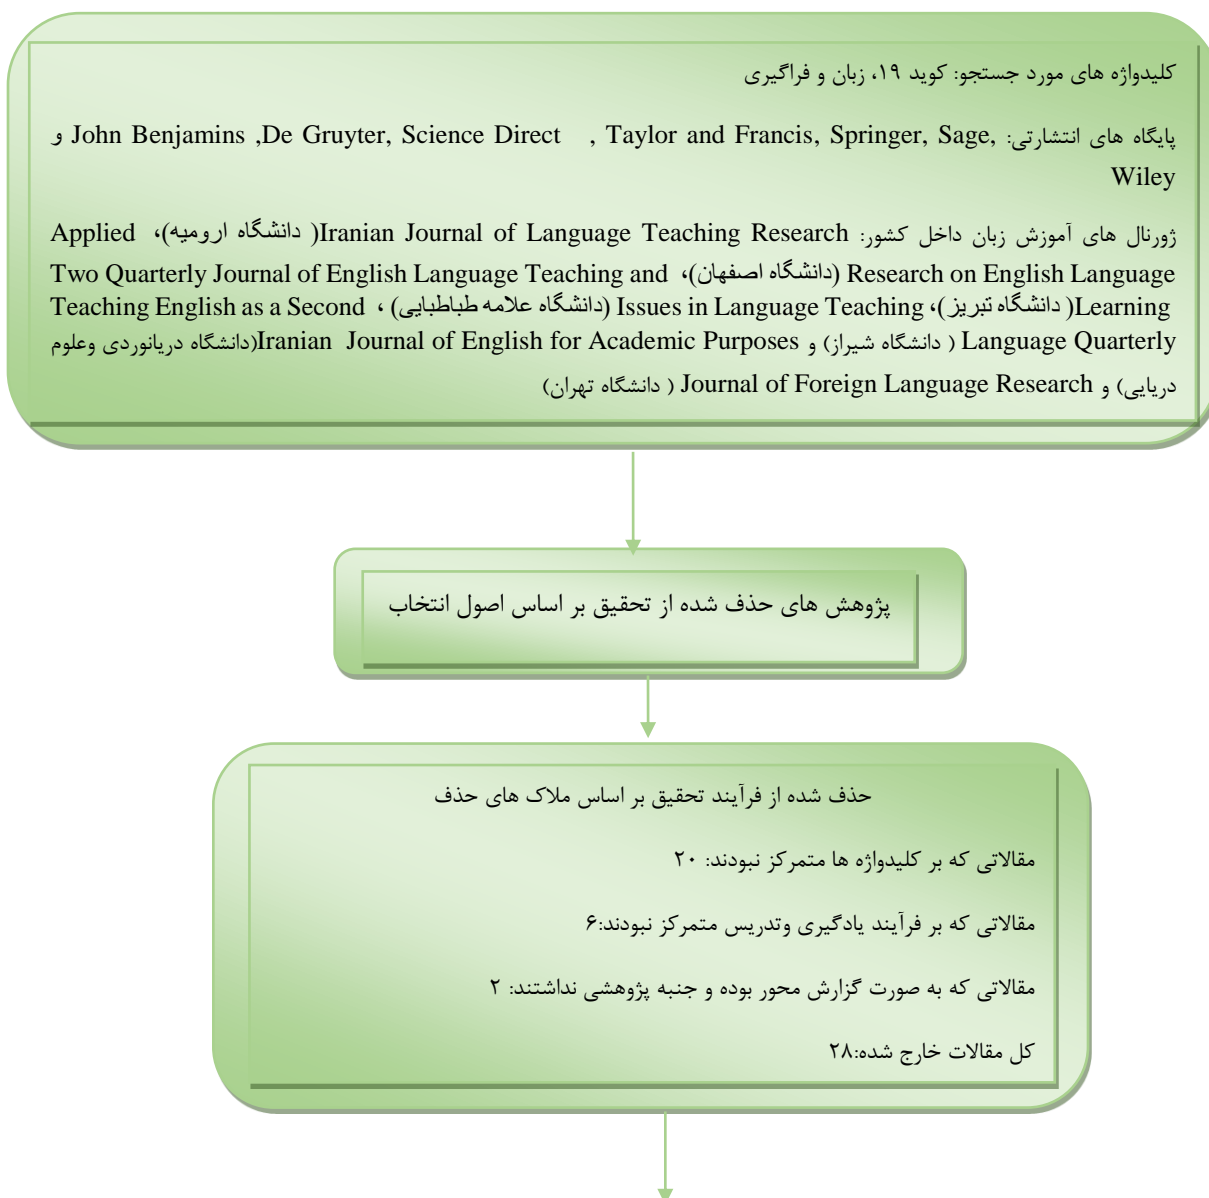 کلیدواژه های مورد جستجو: کوید ۱۹، زبان و فراگیری
پایگاه های انتشارتی: John Benjamins ,De Gruyter, Science Direct , Taylor and Francis, Springer, Sage, و
Wiley
ژورنال های آموزش زبان داخل کشور: Iranian Journal of Language Teaching Research( دانشگاه ارومیه)، Applied
Research on English Language (دانشگاه اصفهان)، Two Quarterly Journal of English Language Teaching and
Learning( دانشگاه تبریز)، Issues in Language Teaching (دانشگاه علامه طباطبایی) ، Teaching English as a Second
Language Quarterly ( دانشگاه شیراز) و Iranian Journal of English for Academic Purposes(دانشگاه دریانوردی وعلوم
دریایی) و Journal of Foreign Language Research ( دانشگاه تهران)
پژوهش های حذف شده از تحقیق بر اساس اصول انتخاب
حذف شده از فرآیند تحقیق بر اساس ملاک های حذف
مقالاتی که بر کلیدواژه ها متمرکز نبودند: ۲۰
مقالاتی که بر فرآیند یادگیری وتدریس متمرکز نبودند:۶
مقالاتی که به صورت گزارش محور بوده و جنبه پژوهشی نداشتند: ۲
کل مقالات خارج شده:۲۸